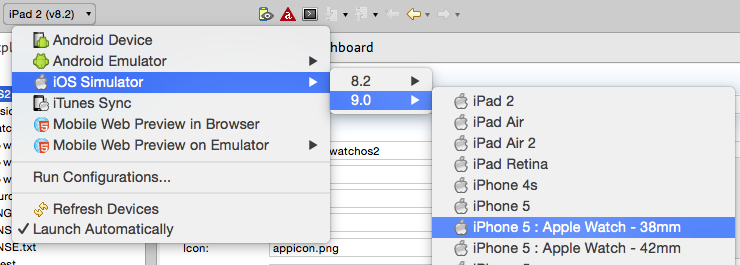 iPad 2 (v8.2)
shboard
Android Device
Android Emulator
iOS Simulator
iTunes Sync
Mobile Web Preview in Browser
Mobile Web Preview on Emulator
Run Configurations...
Refresh Devices
Launch Automatically
8.2
9.0
iPad 2
iPad Air
iPad Air 2
iPad Retina
iPhone 4s
iPhone 5
iPhone 5 : Apple Watch - 38mm
iPhone 5 : Apple Watch - 42mm
watchos2
Icon:
appicon.png
NSE.txt